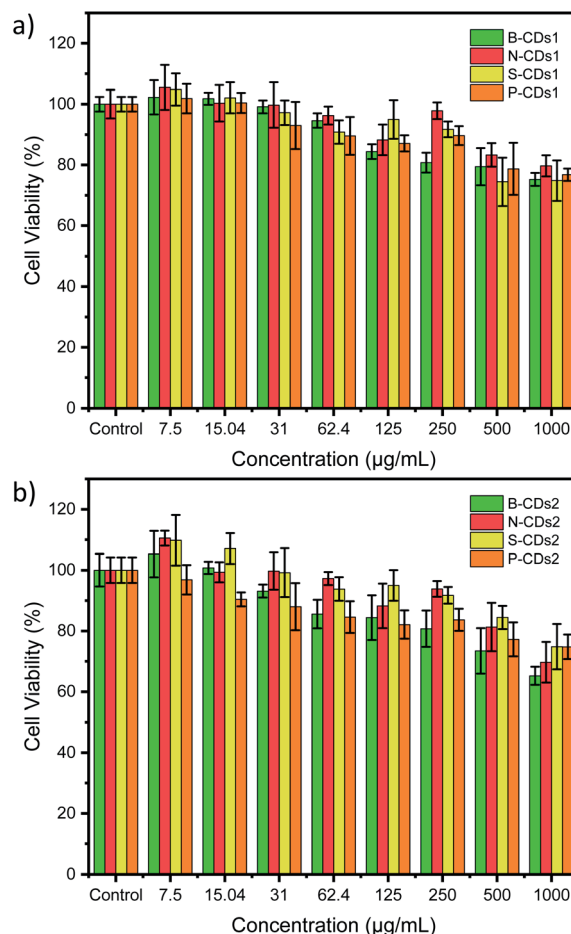 a)
120
100
80
60
40
20
0
Cell Viability (%)
B-CDs1
N-CDs1
S-CDs1
P-CDs1
Control 7.5 15.04 31 62.4 125 250 500 1000
Concentration (µg/mL)
b)
120
100
80
60
40
20
0
Cell Viability (%)
B-CDs2
N-CDs2
S-CDs2
P-CDs2
Control 7.5 15.04 31 62.4 125 250 500 1000
Concentration (µg/mL)